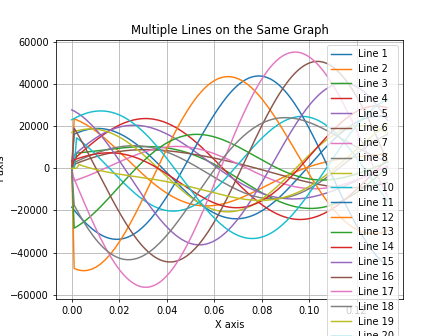 Multiple Lines on the Same Graph
60000
40000
20000
0
−20000
−40000
−60000
0.00
0.02
0.04
0.06
0.08
0.10
X axis
Line 1
Line 2
Line 3
Line 4
Line 5
Line 6
Line 7
Line 8
Line 9
Line 10
Line 11
Line 12
Line 13
Line 14
Line 15
Line 16
Line 17
Line 18
Line 19
Line 20